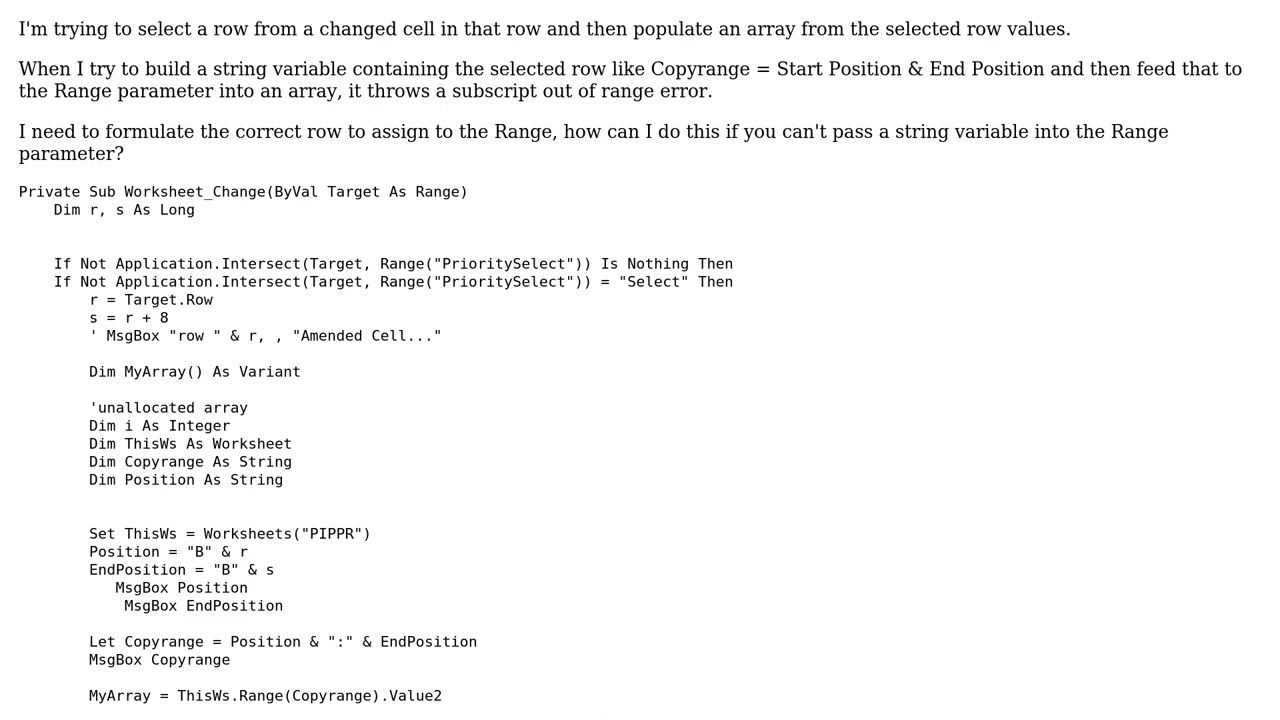 I'm trying to select a row from a changed cell in that row and then populate an array from the selected row values.
When I try to build a string variable containing the selected row like Copyrange = Start Position & End Position and then feed that to
the Range parameter into an array, it throws a subscript out of range error.
I need to formulate the correct row to assign to the Range, how can I do this if you can't pass a string variable into the Range
parameter?
Private Sub Worksheet_Change(ByVal Target As Range)
    Dim r, s As Long
    If Not Application.Intersect(Target, Range("PrioritySelect")) Is Nothing Then
    If Not Application.Intersect(Target, Range("PrioritySelect")) = "Select" Then
        r = Target.Row
        s = r + 8
        ' MsgBox "row " & r, , "Amended Cell..."
        Dim MyArray() As Variant
        'unallocated array
        Dim i As Integer
        Dim ThisWs As Worksheet
        Dim Copyrange As String
        Dim Position As String
        Set ThisWs = Worksheets("PIPPR")
        Position = "B" & r
        EndPosition = "B" & s
           MsgBox Position
            MsgBox EndPosition
        Let Copyrange = Position & ":" & EndPosition
        MsgBox Copyrange
        MyArray = ThisWs.Range(Copyrange).Value2